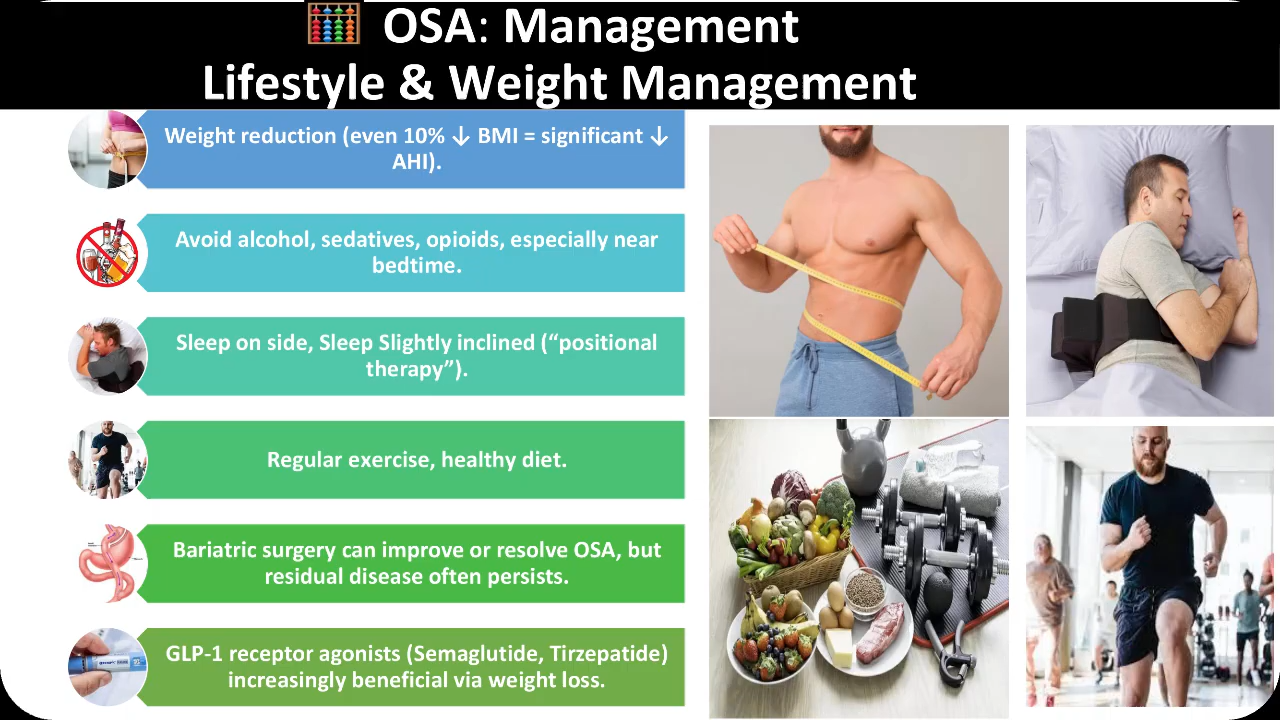 OSA: Management
Lifestyle & Weight Management
Weight reduction (even 10% ↓ BMI = significant ↓
AHI).
Avoid alcohol, sedatives, opioids, especially near
bedtime.
Sleep on side, Sleep Slightly inclined (“positional
therapy”).
Regular exercise, healthy diet.
Bariatric surgery can improve or resolve OSA, but
residual disease often persists.
GLP-1 receptor agonists (Semaglutide, Tirzepatide)
increasingly beneficial via weight loss.